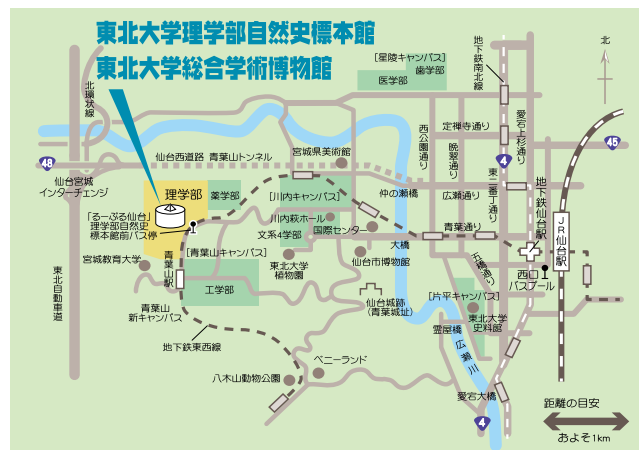 東北大学理学部自然史標本館
東北大学総合学術博物館
[星陵キャンパス]
歯学部
医学部
地下鉄南北線
北
北環状線
定禅寺通り
愛宕上杉通り
西公園通り
晩翠通り
東二番丁通り
4
45
48
仙台西道路 青葉山トンネル
宮城県美術館
仙台宮城
インターチェンジ
理学部
薬学部
[川内キャンパス]
仲の瀬橋
広瀬通り
地下鉄仙台駅
「るーぷる仙台」
理学部自然史
標本館前バス停
川内萩ホール
国際センター
文系4学部
青葉通り
大橋
JR仙台駅
宮城教育大学
[青葉山キャンパス]
東北大学
植物園
仙台市博物館
五橋通り
西口
バスプール
青葉山駅
工学部
仙台城跡
(青葉城址)
[片平キャンパス]
東北大学
史料館
東北自動車道
青葉山
新キャンパス
地下鉄東西線
霊屋橋
広瀬川
ベニーランド
八木山動物公園
愛宕大橋
4
距離の目安
およそ1km